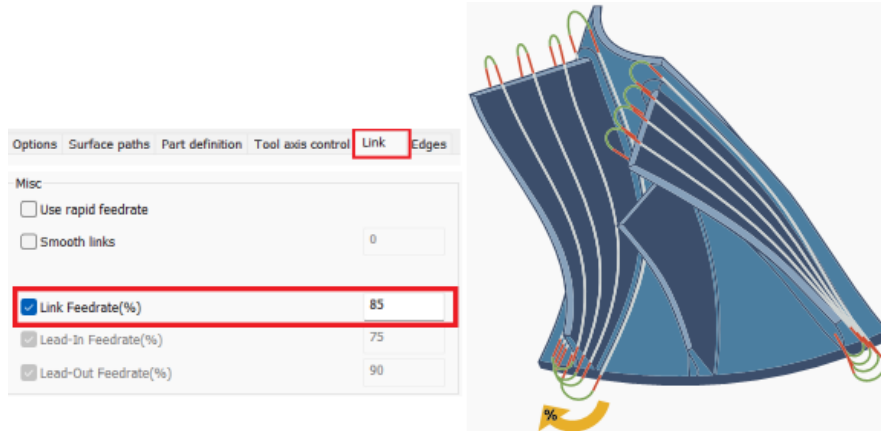 Options Surface paths Part definition Tool axis control Link Edges
Misc
Use rapid feedrate
Smooth links 0
Link Feedrate(%) 85
Lead-In Feedrate(%) 75
Lead-Out Feedrate(%) 90
%